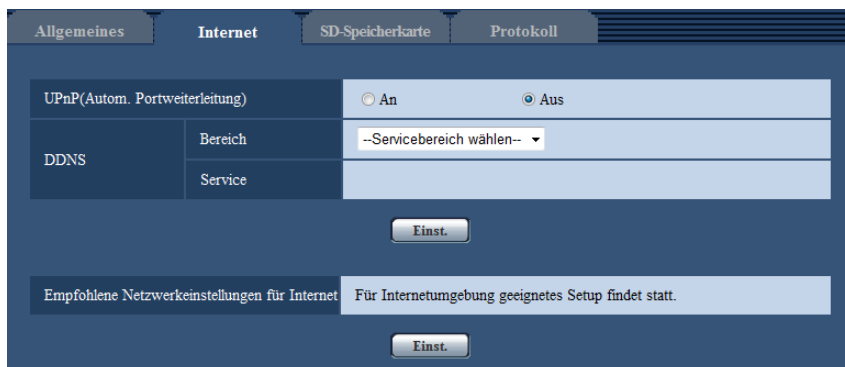 Allgemeines Internet SD-Speicherkarte Protokoll
UPnP(Autom. Portweiterleitung) An Aus
DDNS Bereich --Servicebereich wählen--
Service
Einst.
Empfohlene Netzwerkeinstellungen für Internet Für Internetumgebung geeignetes Setup findet statt.
Einst.